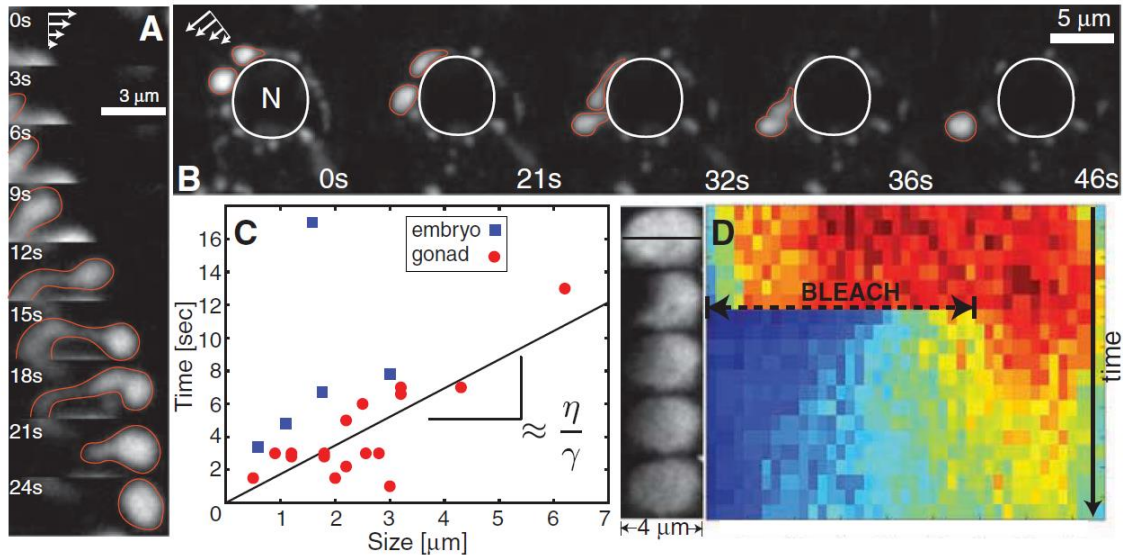 A
0s
3s
3 μm
6s
9s
12s
15s
18s
21s
24s
B
N
5 μm
0s
21s
32s
36s
46s
C
embryo
gonad
16
14
12
10
8
6
4
2
0
1
2
3
4
5
6
7
Time [sec]
Size [μm]
≈ η/γ
4 μm
D
BLEACH
time